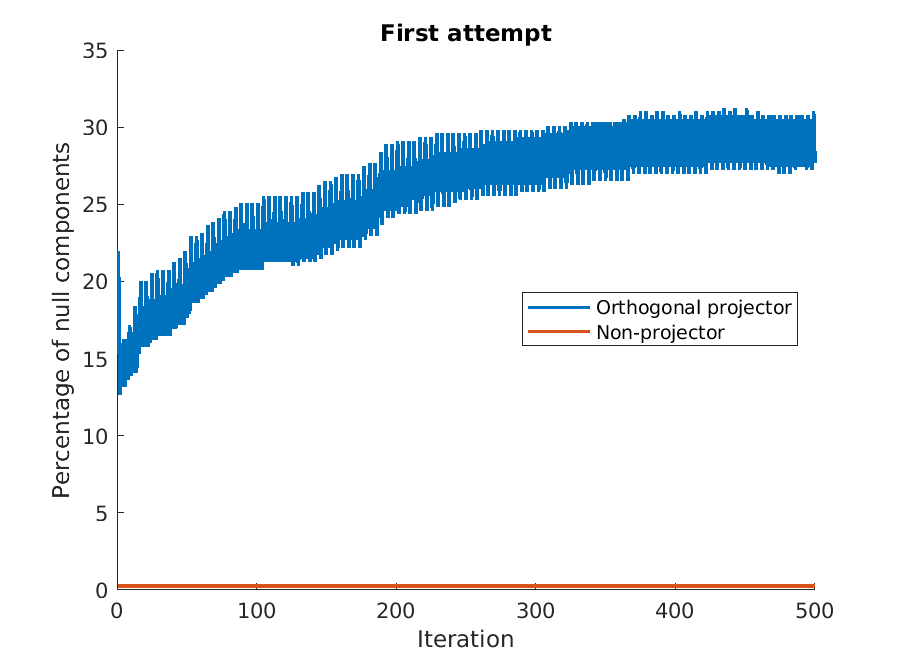 First attempt
Percentage of null components
35
30
25
20
15
10
5
0
Orthogonal projector
Non-projector
0 100 200 300 400 500
Iteration